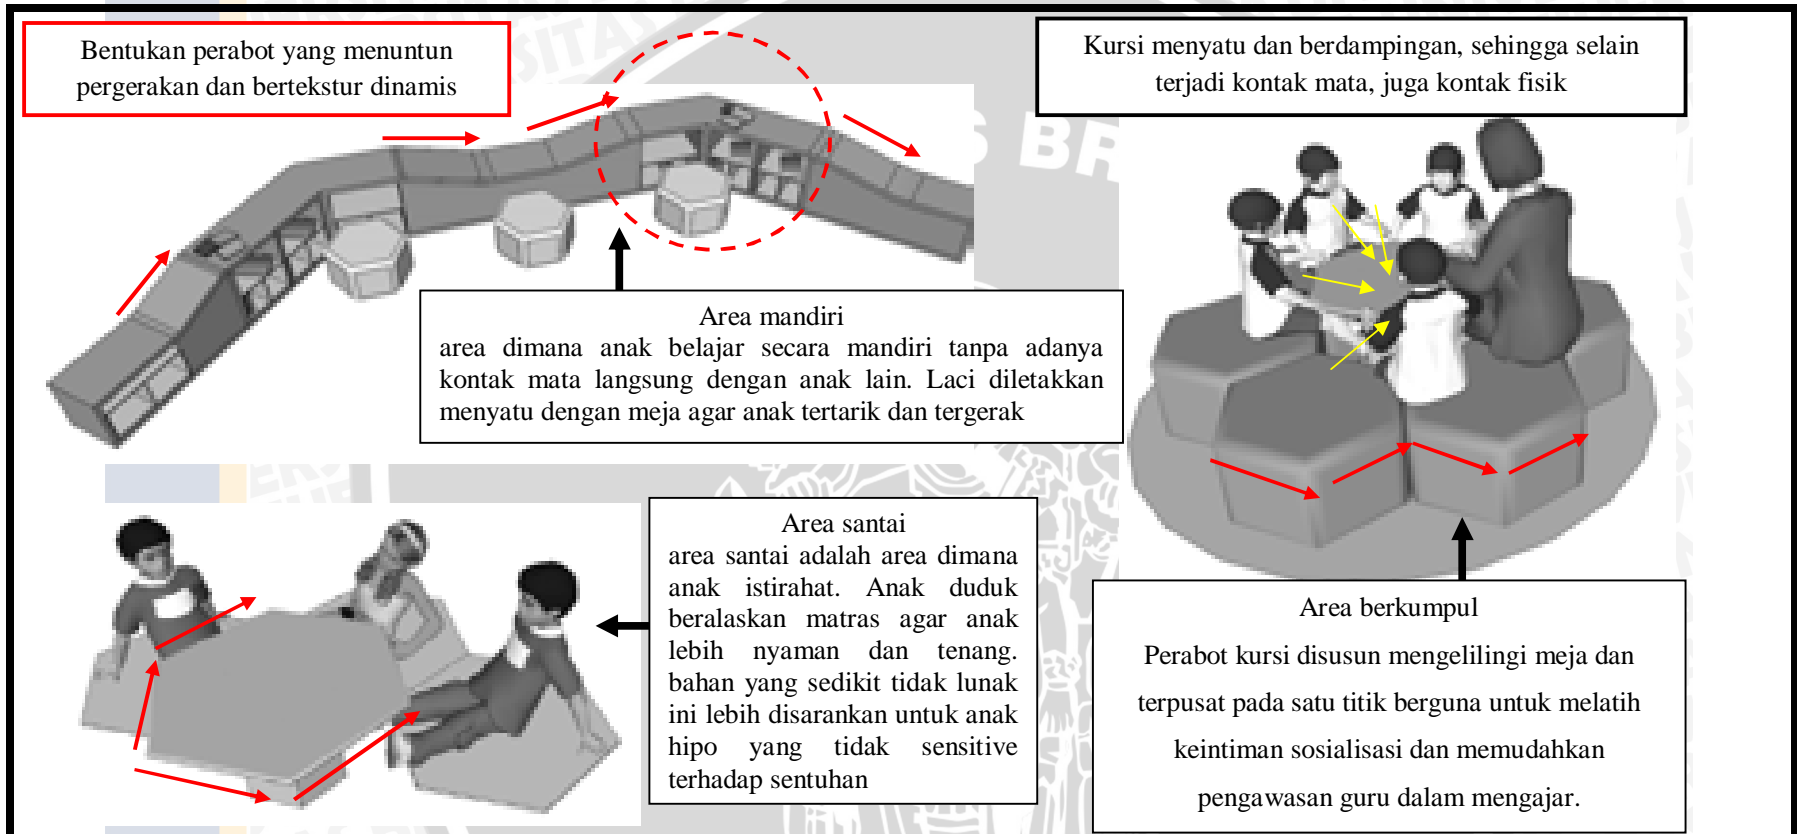 Bentukan perabot yang menuntun
pergerakan dan bertekstur dinamis
Kursi menyatu dan berdampingan, sehingga selain
terjadi kontak mata, juga kontak fisik
Area mandiri
area dimana anak belajar secara mandiri tanpa adanya
kontak mata langsung dengan anak lain. Laci diletakkan
menyatu dengan meja agar anak tertarik dan tergerak
Area santai
area santai adalah area dimana
anak istirahat. Anak duduk
beralaskan matras agar anak
lebih nyaman dan tenang.
bahan yang sedikit tidak lunak
ini lebih disarankan untuk anak
hipo yang tidak sensitive
terhadap sentuhan
Area berkumpul
Perabot kursi disusun mengelilingi meja dan
terpusat pada satu titik berguna untuk melatih
keintiman sosialisasi dan memudahkan
pengawasan guru dalam mengajar.